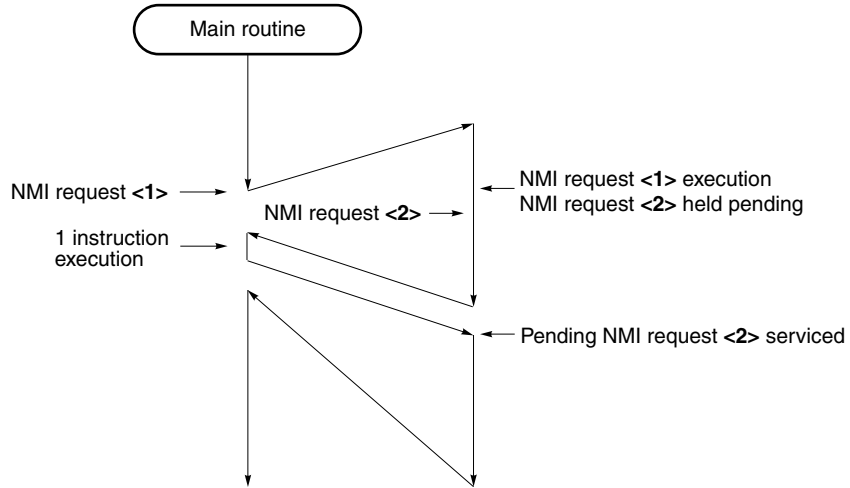 Main routine
NMI request <1>
NMI request <1> execution
NMI request <2> held pending
NMI request <2>
1 instruction
execution
Pending NMI request <2> serviced